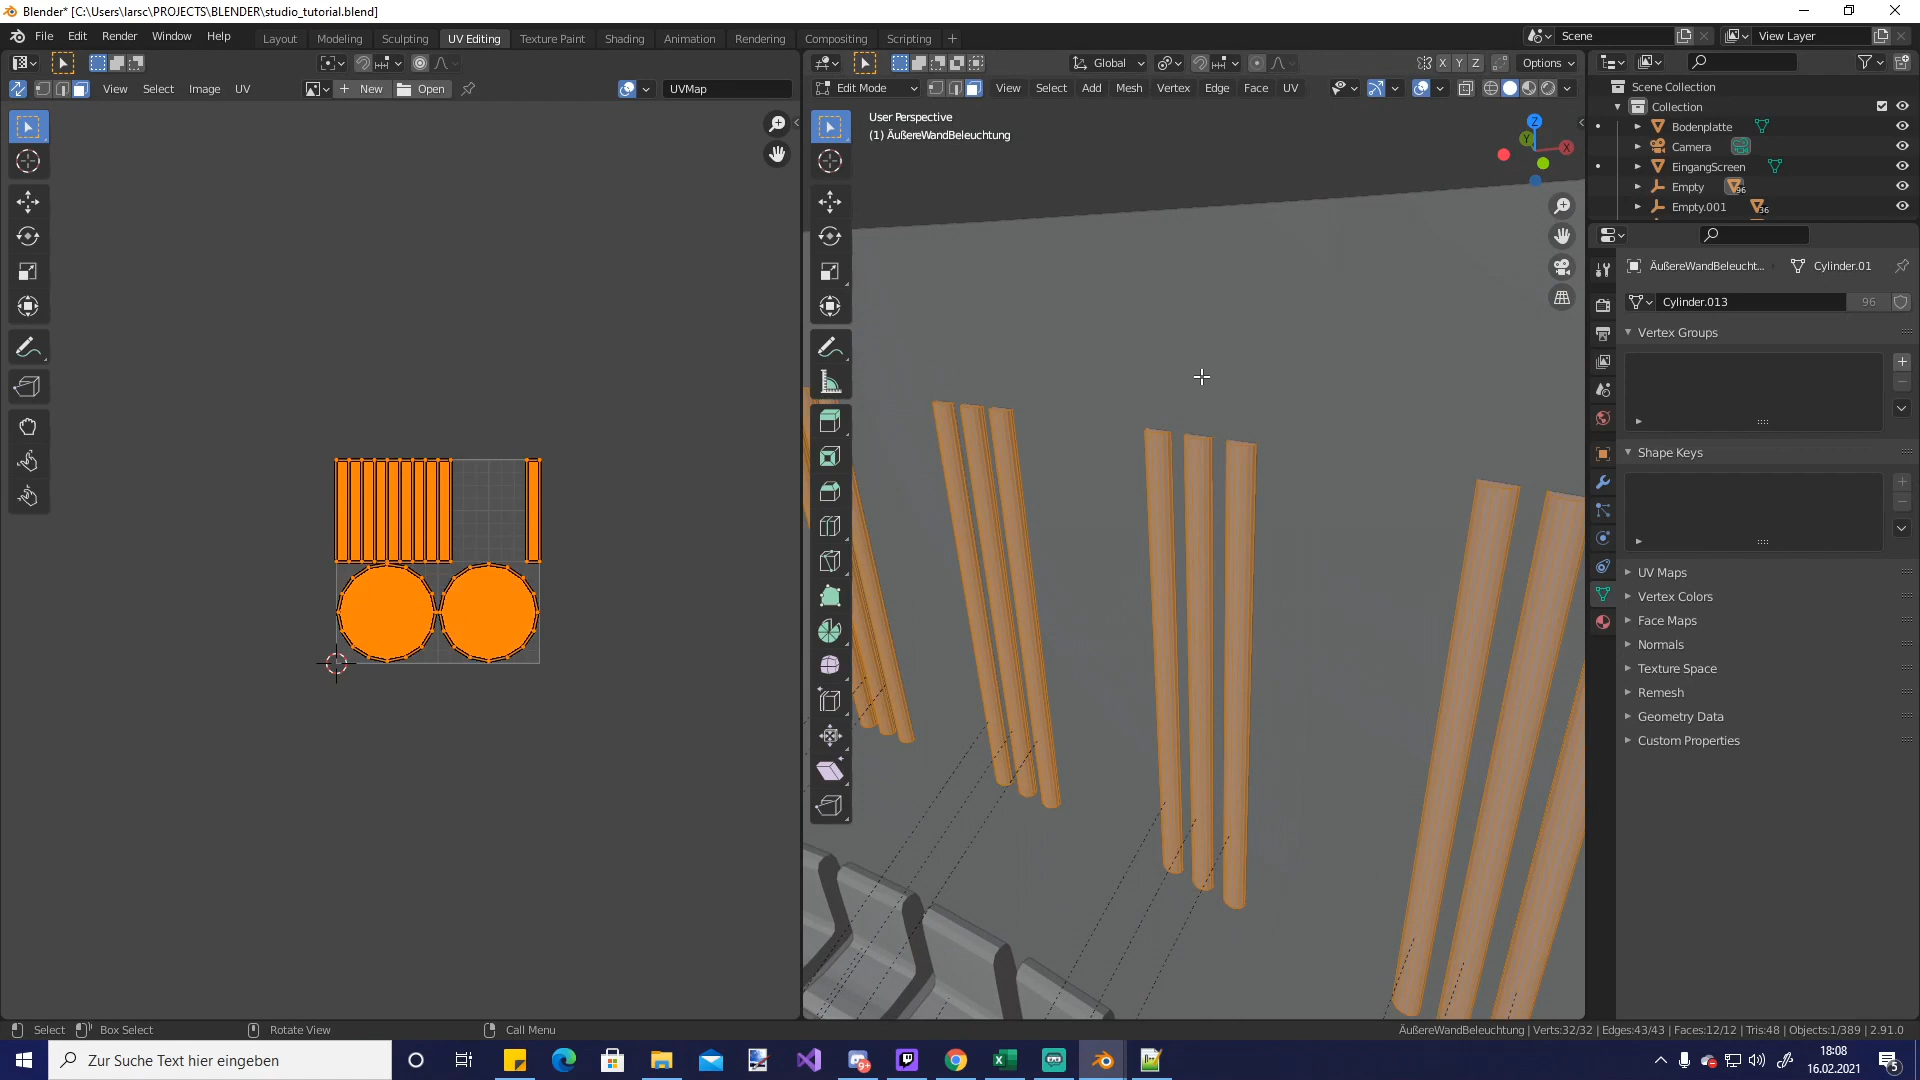 Blender* [C:\Users\larsc\PROJECTS\BLENDER\studio_tutorial.blend]
File Edit Render Window Help Layout Modeling Sculpting UV Editing Texture Paint Shading Animation Rendering Compositing Scripting Scene View Layer
Global X Y Z Options
View Select Image UV New Open UVMap Edit Mode View Select Add Mesh Vertex Edge Face UV
User Perspective
(1) ÄußereWandBeleuchtung
Z
Y
X
Scene Collection
Collection
Bodenplatte
Camera
EingangScreen
Empty 96
Empty.001 36
ÄußereWandBeleucht... Cylinder.01
Cylinder.013 96
Vertex Groups
Shape Keys
UV Maps
Vertex Colors
Face Maps
Normals
Texture Space
Remesh
Geometry Data
Custom Properties
Select Box Select Rotate View Call Menu ÄußereWandBeleuchtung | Verts:32/32 | Edges:43/43 | Faces:12/12 | Tris:48 | Objects:1/389 | 2.91.0
Zur Suche Text hier eingeben
9+
18:08
16.02.2021
5